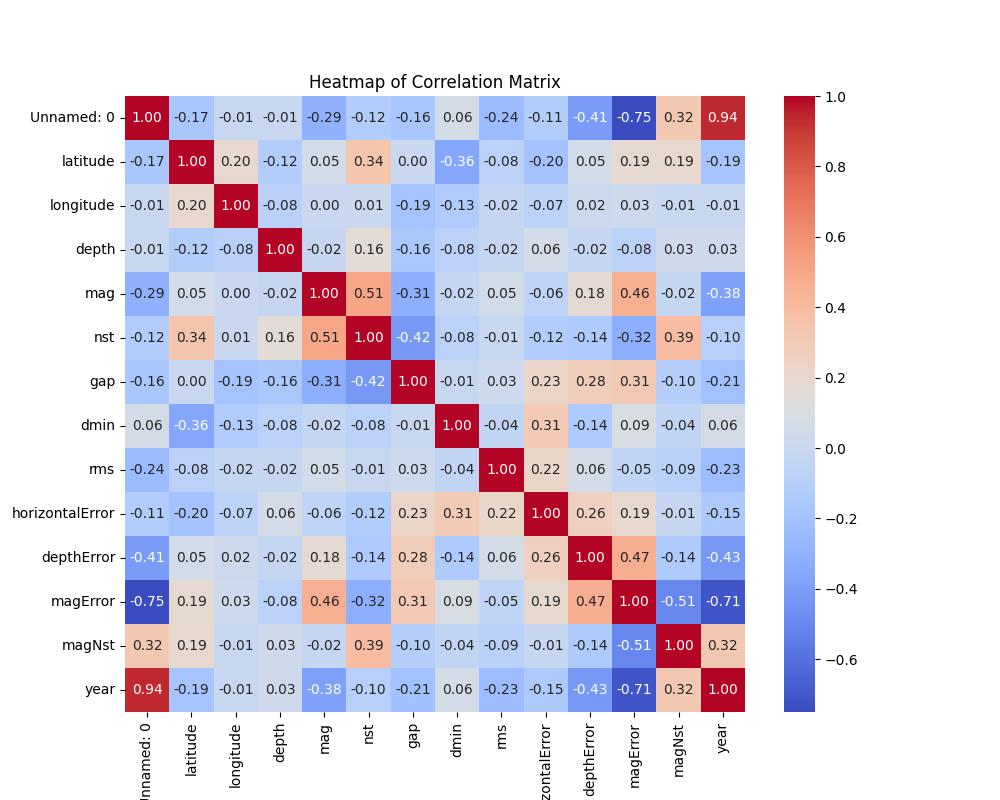 Heatmap of Correlation Matrix
Unnamed: 0 1.00 -0.17 -0.01 -0.01 -0.29 -0.12 -0.16 0.06 -0.24 -0.11 -0.41 -0.75 0.32 0.94
latitude -0.17 1.00 0.20 -0.12 0.05 0.34 0.00 -0.36 -0.08 -0.20 0.05 0.19 0.19 -0.19
longitude -0.01 0.20 1.00 -0.08 0.00 0.01 -0.19 -0.13 -0.02 -0.07 0.02 0.03 -0.01 -0.01
depth -0.01 -0.12 -0.08 1.00 -0.02 0.16 -0.16 -0.08 -0.02 0.06 -0.02 -0.08 0.03 0.03
mag -0.29 0.05 0.00 -0.02 1.00 0.51 -0.31 -0.02 0.05 -0.06 0.18 0.46 -0.02 -0.38
nst -0.12 0.34 0.01 0.16 0.51 1.00 -0.42 -0.08 -0.01 -0.12 -0.14 -0.32 0.39 -0.10
gap -0.16 0.00 -0.19 -0.16 -0.31 -0.42 1.00 -0.01 0.03 0.23 0.28 0.31 -0.10 -0.21
dmin 0.06 -0.36 -0.13 -0.08 -0.02 -0.08 -0.01 1.00 -0.04 0.31 -0.14 0.09 -0.04 0.06
rms -0.24 -0.08 -0.02 -0.02 0.05 -0.01 0.03 -0.04 1.00 0.22 0.06 -0.05 -0.09 -0.23
horizontalError -0.11 -0.20 -0.07 0.06 -0.06 -0.12 0.23 0.31 0.22 1.00 0.26 0.19 -0.01 -0.15
depthError -0.41 0.05 0.02 -0.02 0.18 -0.14 0.28 -0.14 0.06 0.26 1.00 0.47 -0.14 -0.43
magError -0.75 0.19 0.03 -0.08 0.46 -0.32 0.31 0.09 -0.05 0.19 0.47 1.00 -0.51 -0.71
magNst 0.32 0.19 -0.01 0.03 -0.02 0.39 -0.10 -0.04 -0.09 -0.01 -0.14 -0.51 1.00 0.32
year 0.94 -0.19 -0.01 0.03 -0.38 -0.10 -0.21 0.06 -0.23 -0.15 -0.43 -0.71 0.32 1.00
Unnamed: 0
latitude
longitude
depth
mag
nst
gap
dmin
rms
zontalError
depthError
magError
magNst
year
1.0
0.8
0.6
0.4
0.2
0.0
−0.2
−0.4
−0.6